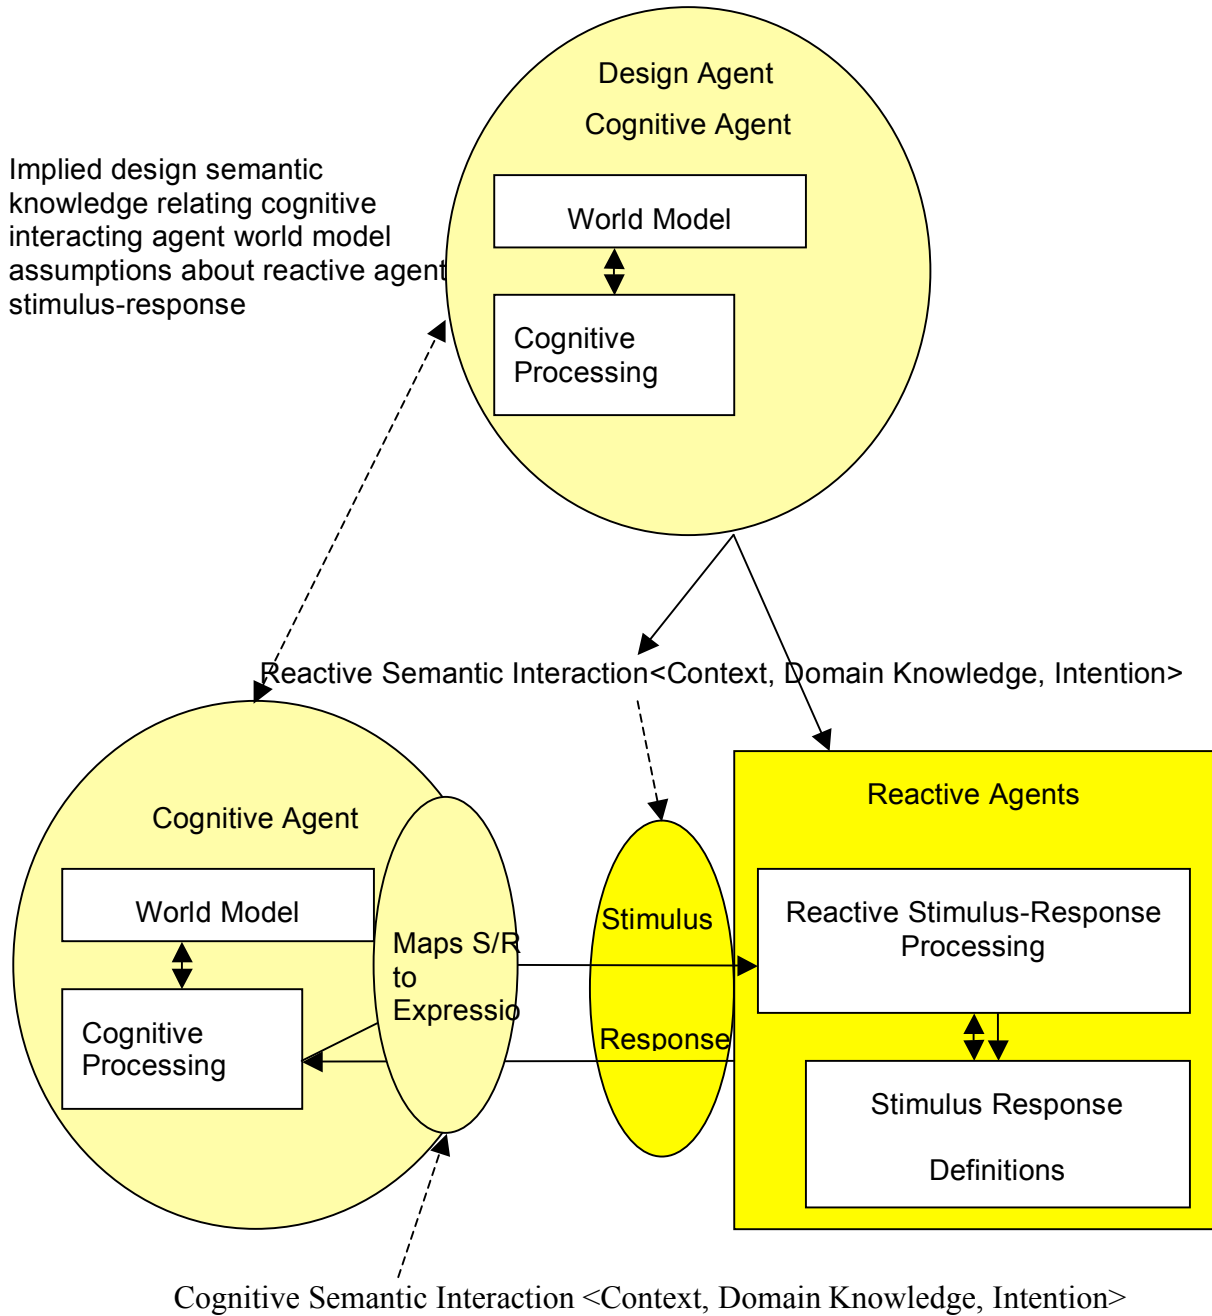 Design Agent
Cognitive Agent
World Model
Cognitive
Processing
Implied design semantic
knowledge relating cognitive
interacting agent world model
assumptions about reactive agent
stimulus-response
Reactive Semantic Interaction<Context, Domain Knowledge, Intention>
Cognitive Agent
World Model
Cognitive
Processing
Maps S/R
to
Expressio
Stimulus
Response
Reactive Agents
Reactive Stimulus-Response
Processing
Stimulus Response
Definitions
Cognitive Semantic Interaction <Context, Domain Knowledge, Intention>